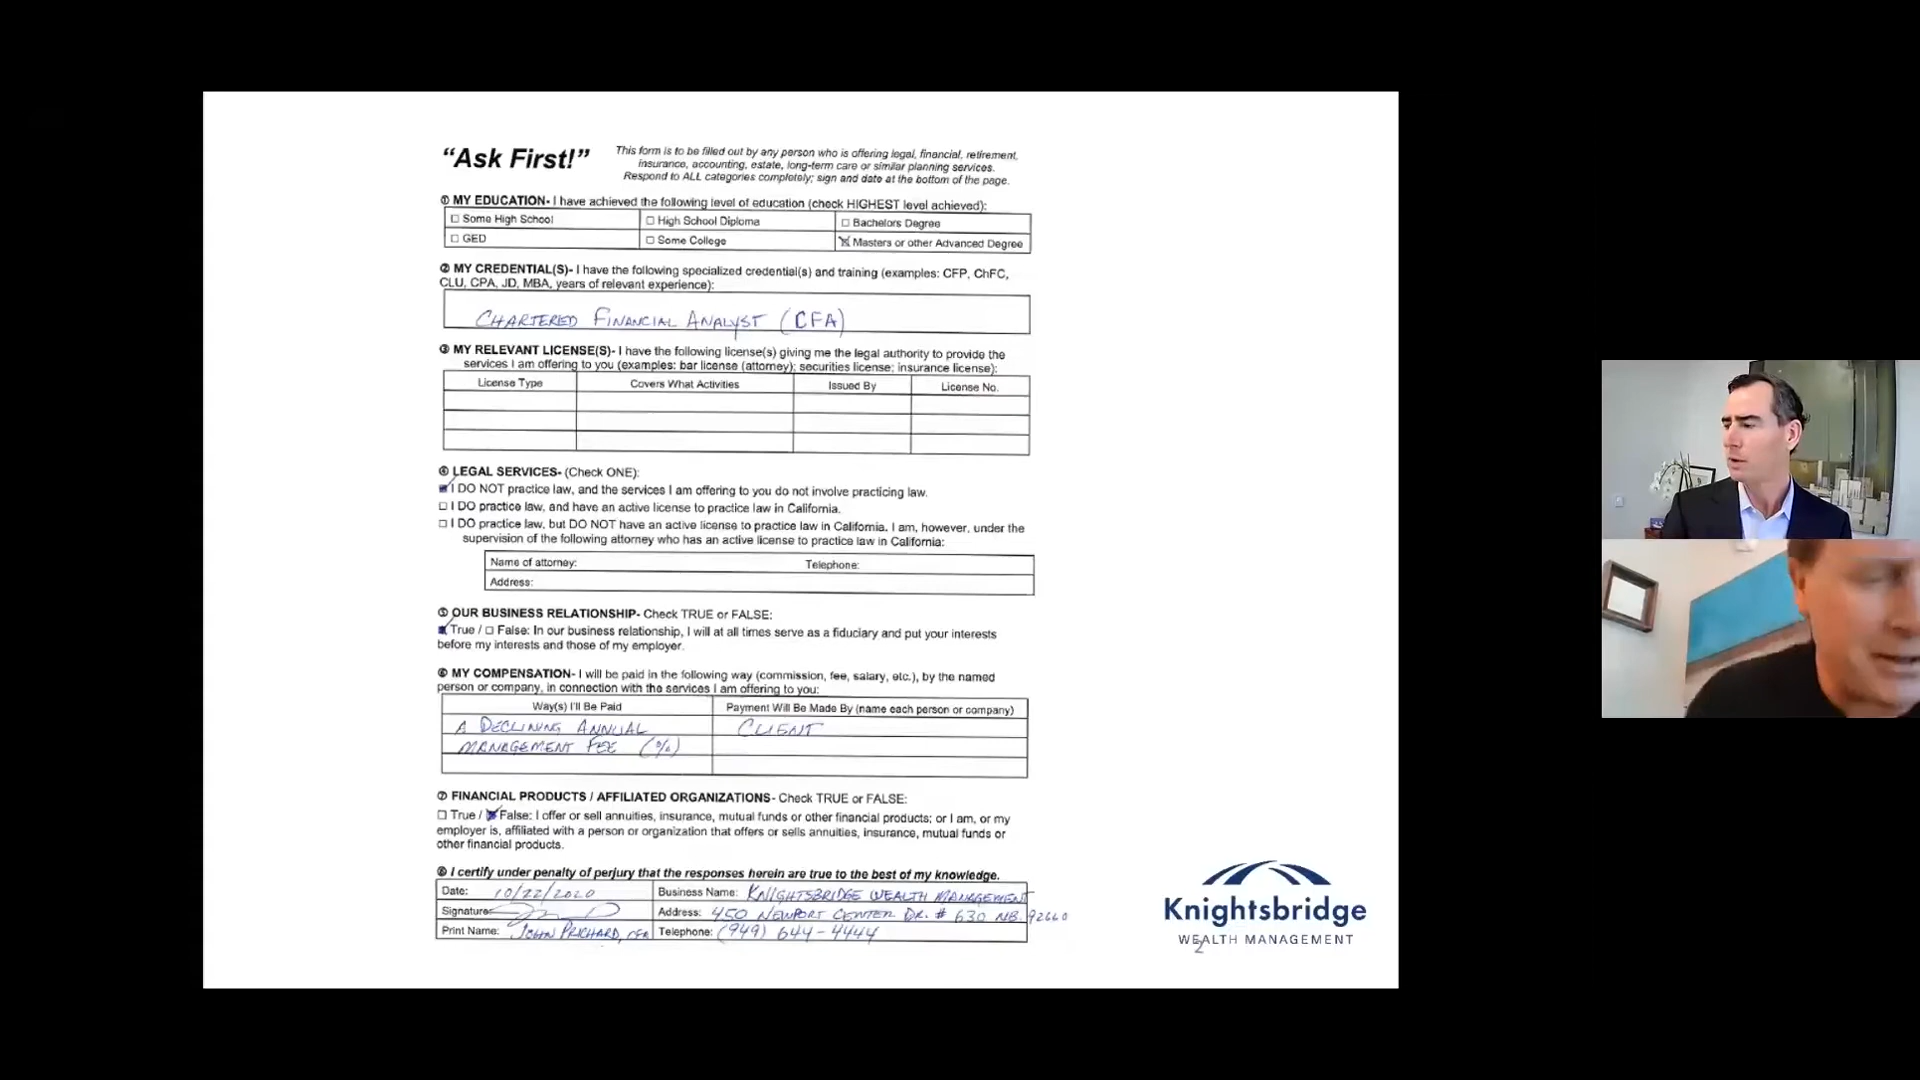 "Ask First!"
This form is to be filled out by any person who is offering legal, financial, retirement,
insurance, accounting, estate, long-term care or similar planning services.
Respond to ALL categories completely; sign and date at the bottom of the page.
① MY EDUCATION- I have achieved the following level of education (check HIGHEST level achieved):
☐ Some High School ☐ High School Diploma ☐ Bachelors Degree
☐ GED ☐ Some College ☒ Masters or other Advanced Degree
② MY CREDENTIAL(S)- I have the following specialized credential(s) and training (examples: CFP, ChFC,
CLU, CPA, JD, MBA, years of relevant experience):
CHARTERED FINANCIAL ANALYST (CFA)
③ MY RELEVANT LICENSE(S)- I have the following license(s) giving me the legal authority to provide the
services I am offering to you (examples: bar license (attorney); securities license; insurance license):
License Type Covers What Activities Issued By License No.
④ LEGAL SERVICES- (Check ONE):
☒ I DO NOT practice law, and the services I am offering to you do not involve practicing law.
☐ I DO practice law, and have an active license to practice law in California.
☐ I DO practice law, but DO NOT have an active license to practice law in California. I am, however, under the
supervision of the following attorney who has an active license to practice law in California:
Name of attorney: Telephone:
Address:
⑤ OUR BUSINESS RELATIONSHIP- Check TRUE or FALSE:
☒ True / ☐ False: In our business relationship, I will at all times serve as a fiduciary and put your interests
before my interests and those of my employer.
⑥ MY COMPENSATION- I will be paid in the following way (commission, fee, salary, etc.), by the named
person or company, in connection with the services I am offering to you:
Way(s) I'll Be Paid Payment Will Be Made By (name each person or company)
A DECLINING ANNUAL CLIENT
MANAGEMENT FEE (%)
⑦ FINANCIAL PRODUCTS / AFFILIATED ORGANIZATIONS- Check TRUE or FALSE:
☐ True / ☒ False: I offer or sell annuities, insurance, mutual funds or other financial products; or I am, or my
employer is, affiliated with a person or organization that offers or sells annuities, insurance, mutual funds or
other financial products.
⑧ I certify under penalty of perjury that the responses herein are true to the best of my knowledge.
Date: 10/22/2020 Business Name: KNIGHTSBRIDGE WEALTH MANAGEMENT
Signature: Address: 450 NEWPORT CENTER DR. # 630 NB. 92660
Print Name: JOHN PRICHARD, CFA Telephone: (949) 644-4444
Knightsbridge
WEALTH MANAGEMENT
2